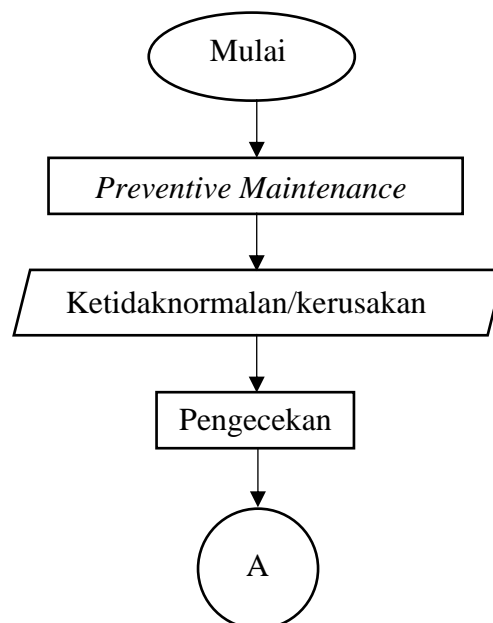 Mulai
Preventive Maintenance
Ketidaknormalan/kerusakan
Pengecekan
A